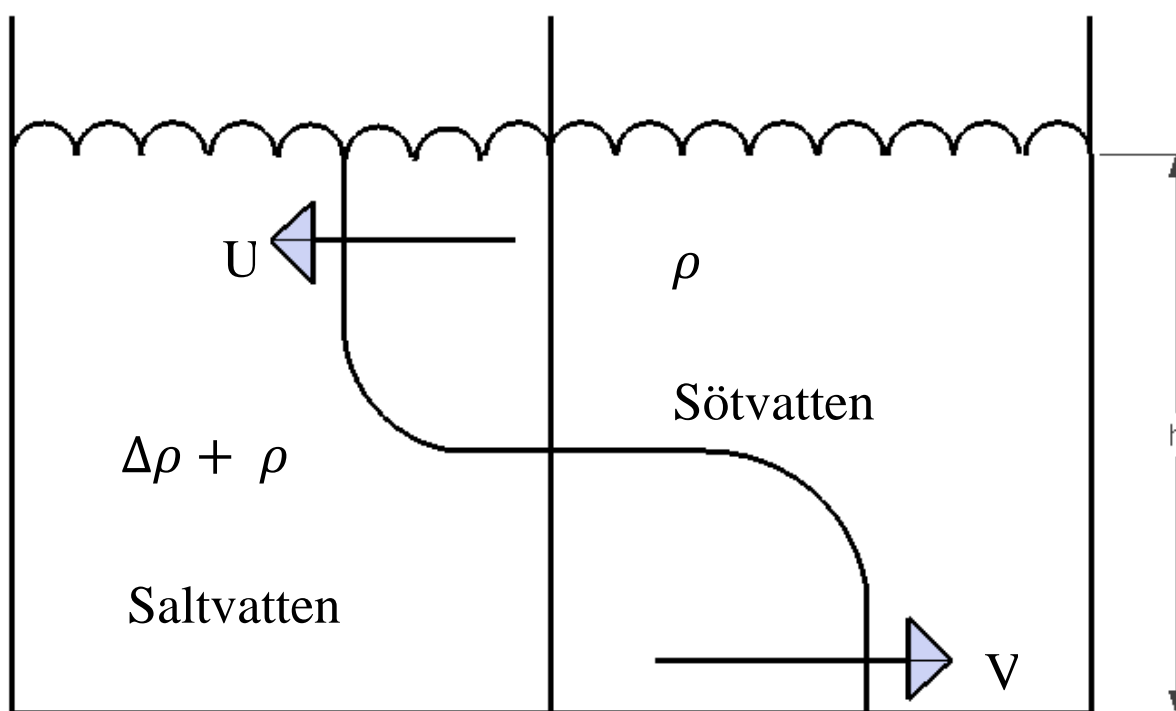 U
ρ
Sötvatten
Δρ + ρ
Saltvatten
V